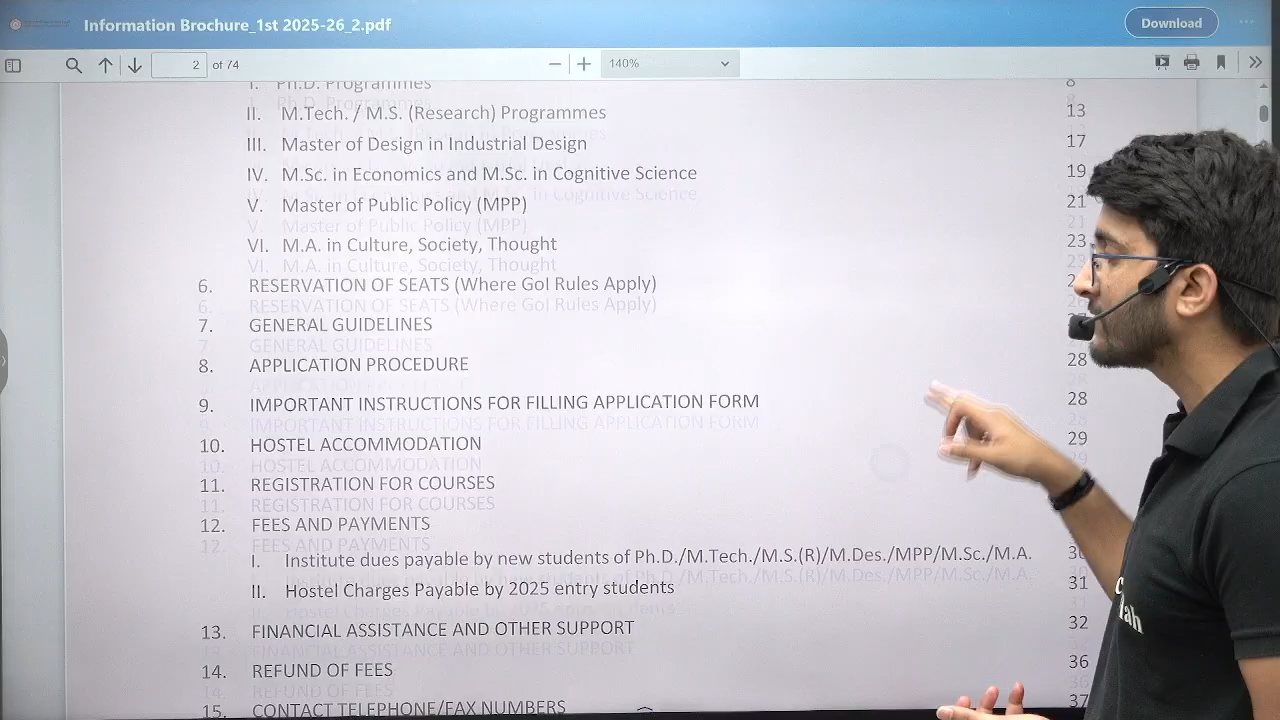 Information Brochure_1st 2025-26_2.pdf
Download
2 of 74
140%
I. Ph.D. Programmes 8
II. M.Tech. / M.S. (Research) Programmes 13
III. Master of Design in Industrial Design 17
IV. M.Sc. in Economics and M.Sc. in Cognitive Science 19
V. Master of Public Policy (MPP) 21
VI. M.A. in Culture, Society, Thought 23
6. RESERVATION OF SEATS (Where GoI Rules Apply)
7. GENERAL GUIDELINES
8. APPLICATION PROCEDURE 28
9. IMPORTANT INSTRUCTIONS FOR FILLING APPLICATION FORM 28
10. HOSTEL ACCOMMODATION 29
11. REGISTRATION FOR COURSES
12. FEES AND PAYMENTS
I. Institute dues payable by new students of Ph.D./M.Tech./M.S.(R)/M.Des./MPP/M.Sc./M.A. 30
II. Hostel Charges Payable by 2025 entry students 31
13. FINANCIAL ASSISTANCE AND OTHER SUPPORT 32
14. REFUND OF FEES 36
15. CONTACT TELEPHONE/FAX NUMBERS 37